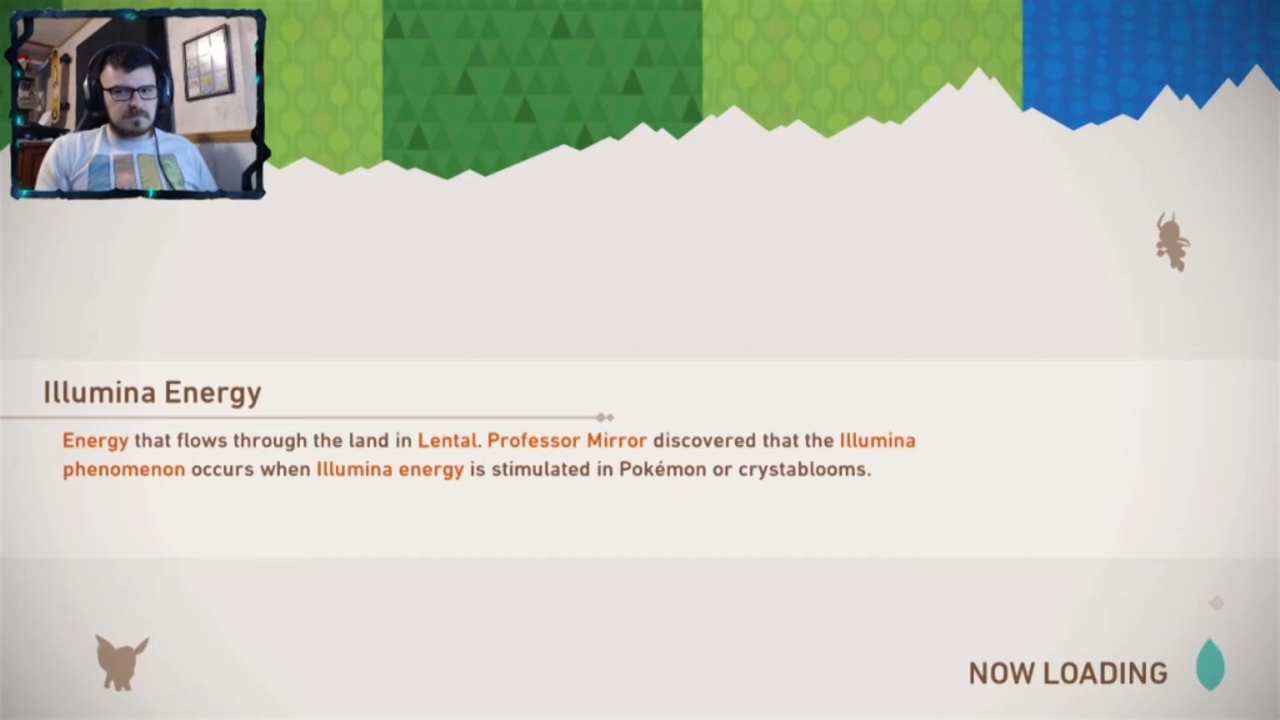 Illumina Energy
Energy that flows through the land in Lental. Professor Mirror discovered that the Illumina
phenomenon occurs when Illumina energy is stimulated in Pokémon or crystablooms.
NOW LOADING